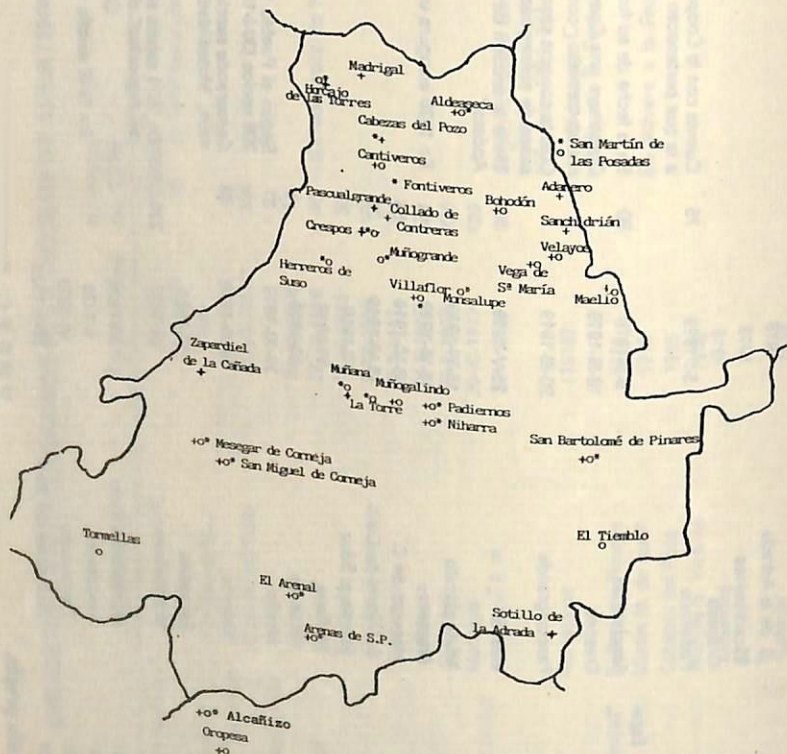 Madrigal
+
o*
+
Horcajo
de las Torres
Aldeaseca
+o*
Cabezas del Pozo
*+
* San Martín de
o las Posadas
Cantiveros
+o
* Fontiveros
Adanero
+
Pascualgrande
+
Bohodón
+o
Collado de
+ Contreras
Sanchidrián
+
Crespos +*o
Velayos
+o
Muñogrande
o*
*o
Herreros de
Suso
Vega de +o
Sª María
Villaflor
+o
*
o*
Monsalupe
+o
Maello
Zapardiel
de la Cañada
+
Muñana
*o
+
Muñogalindo
+o
*o
La Torre
+o* Padiernos
+o* Niharra
San Bartolomé de Pinares
+o*
+o* Mesegar de Corneja
+o* San Miguel de Corneja
Tormellas
o
El Tiemblo
o
El Arenal
+o*
Sotillo de
la Adrada +
Arenas de S.P.
+o*
+o* Alcañizo
Oropesa
+o